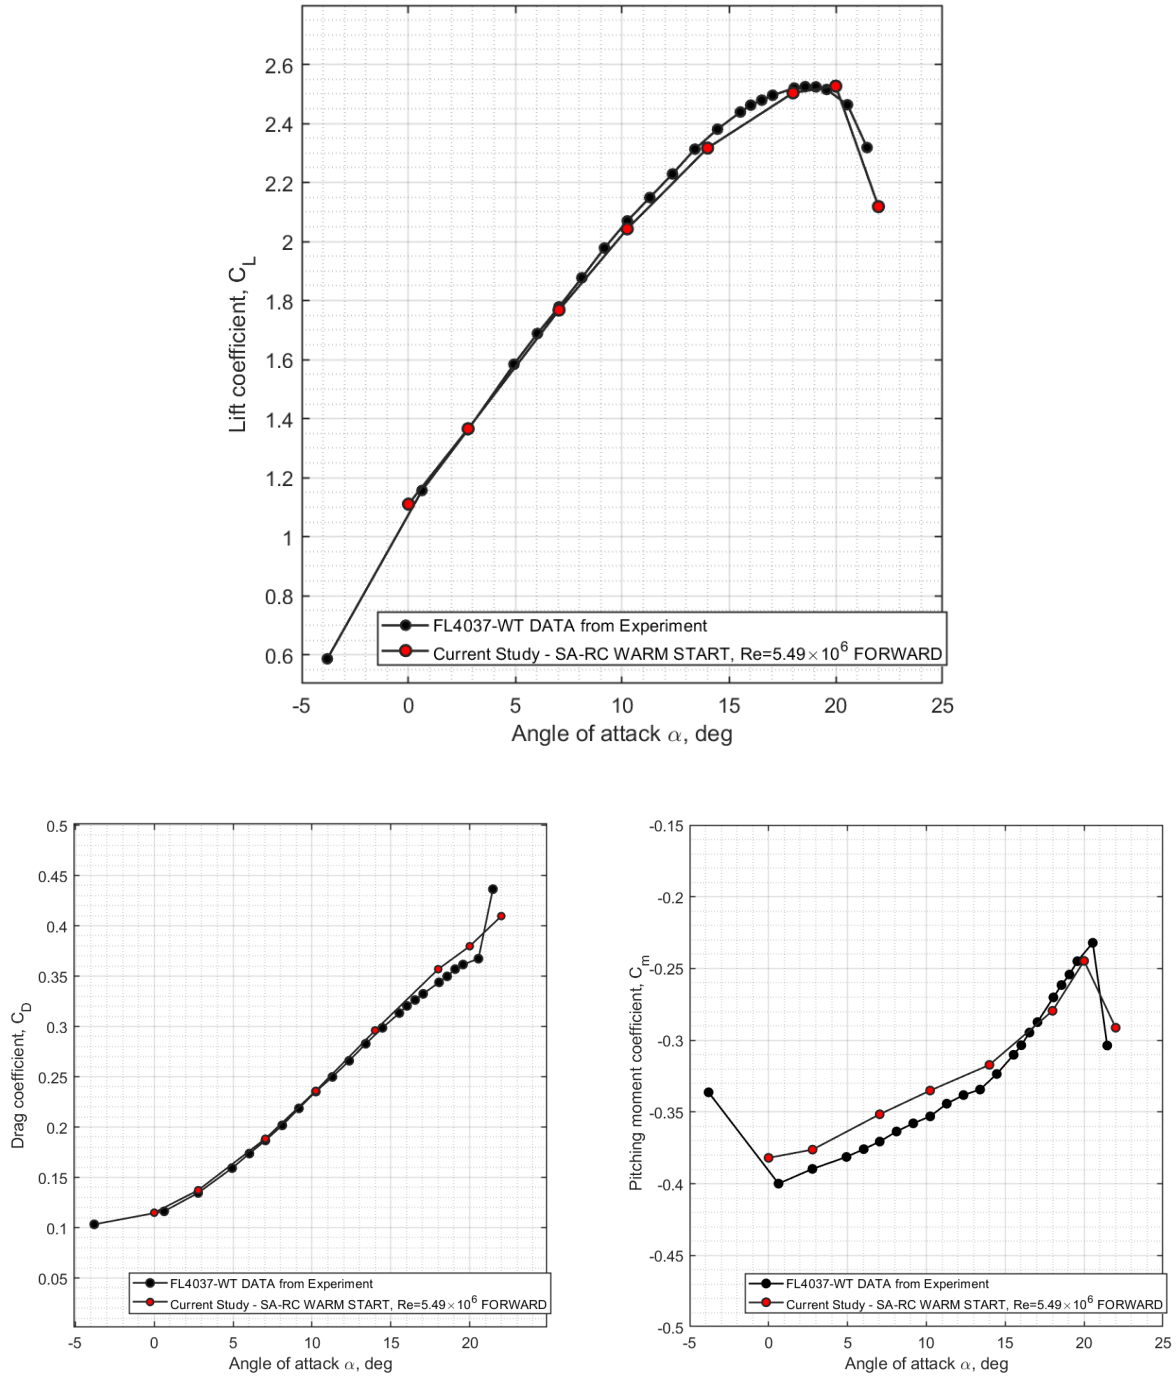 2.6
2.4
2.2
2
1.8
1.6
1.4
1.2
1
0.8
0.6
Lift coefficient, C_L
FL4037-WT DATA from Experiment
Current Study - SA-RC WARM START, Re=5.49×10^6 FORWARD
-5 0 5 10 15 20 25
Angle of attack α, deg
0.5
0.45
0.4
0.35
0.3
0.25
0.2
0.15
0.1
0.05
Drag coefficient, C_D
FL4037-WT DATA from Experiment
Current Study - SA-RC WARM START, Re=5.49×10^6 FORWARD
-5 0 5 10 15 20
Angle of attack α, deg
-0.15
-0.2
-0.25
-0.3
-0.35
-0.4
-0.45
-0.5
Pitching moment coefficient, C_m
FL4037-WT DATA from Experiment
Current Study - SA-RC WARM START, Re=5.49×10^6 FORWARD
-5 0 5 10 15 20 25
Angle of attack α, deg